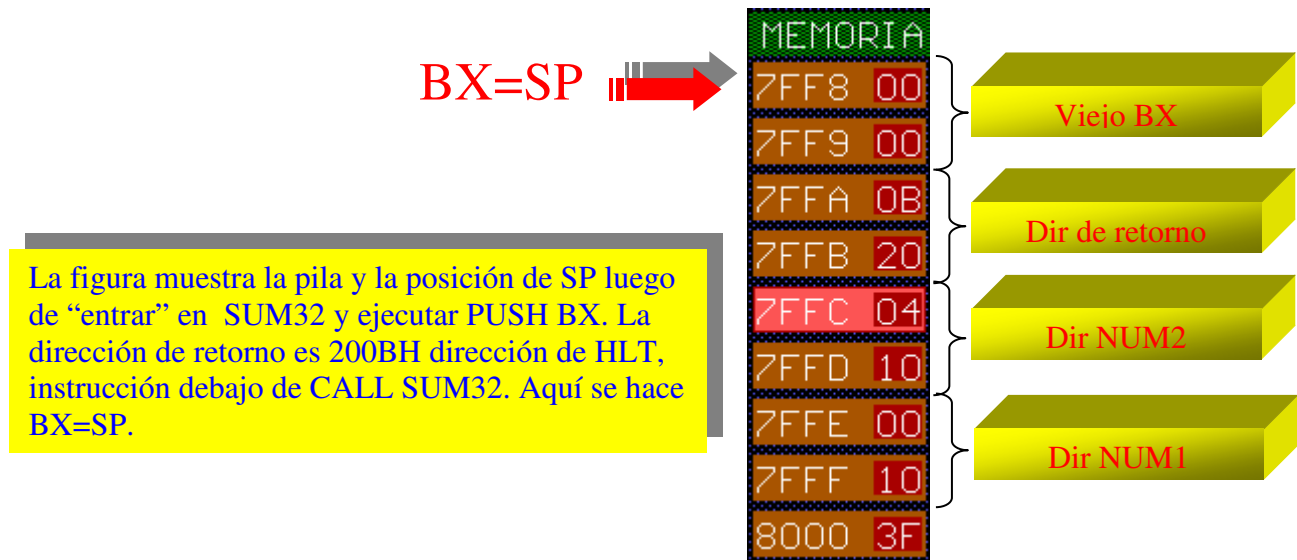 MEMORIA
BX=SP
7FF8 00
7FF9 00
Viejo BX
7FFA 0B
7FFB 20
Dir de retorno
La figura muestra la pila y la posición de SP luego
de “entrar” en SUM32 y ejecutar PUSH BX. La
dirección de retorno es 200BH dirección de HLT,
instrucción debajo de CALL SUM32. Aquí se hace
BX=SP.
7FFC 04
7FFD 10
Dir NUM2
7FFE 00
7FFF 10
Dir NUM1
8000 3F